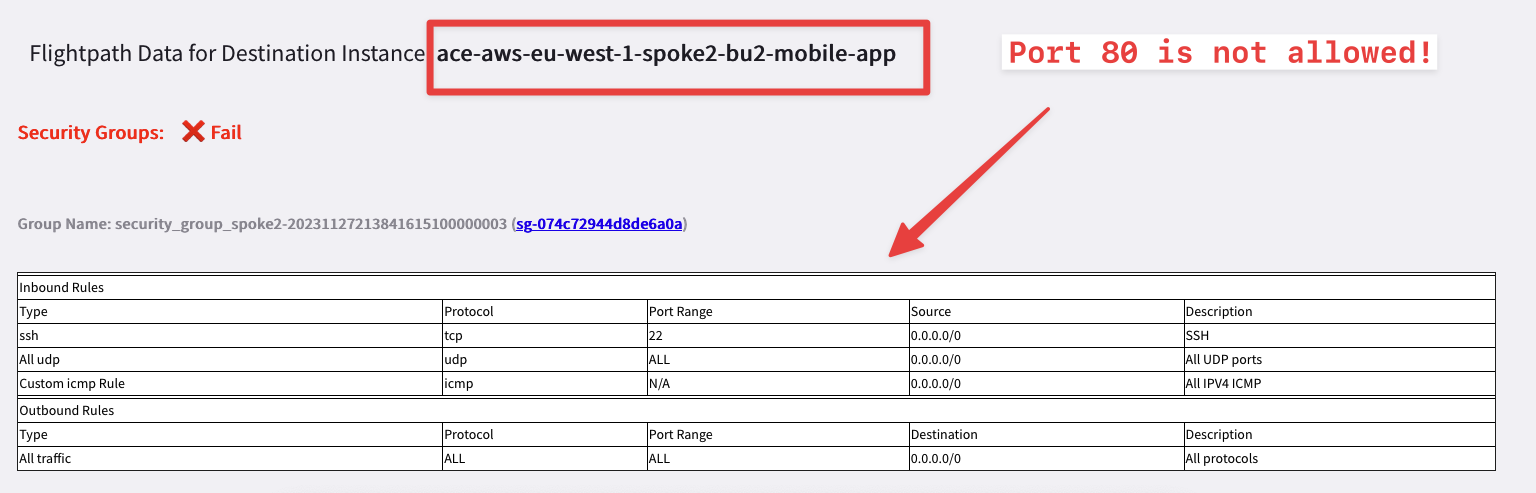 Flightpath Data for Destination Instance ace-aws-eu-west-1-spoke2-bu2-mobile-app
Port 80 is not allowed!
Security Groups: ❌ Fail
Group Name: security_group_spoke2-20231127213841615100000003 (sg-074c72944d8de6a0a)
Inbound Rules
Type Protocol Port Range Source Description
ssh tcp 22 0.0.0.0/0 SSH
All udp udp ALL 0.0.0.0/0 All UDP ports
Custom icmp Rule icmp N/A 0.0.0.0/0 All IPV4 ICMP
Outbound Rules
Type Protocol Port Range Destination Description
All traffic ALL ALL 0.0.0.0/0 All protocols